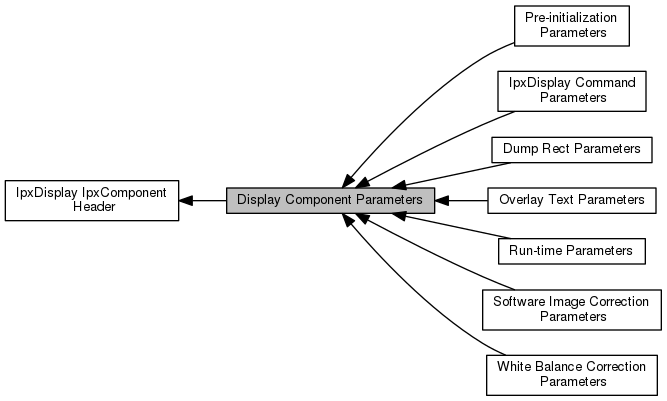 Pre-initialization
Parameters
IpxDisplay Command
Parameters
Dump Rect Parameters
IpxDisplay IpxComponent
Header
Display Component Parameters
Overlay Text Parameters
Run-time Parameters
Software Image Correction
Parameters
White Balance Correction
Parameters